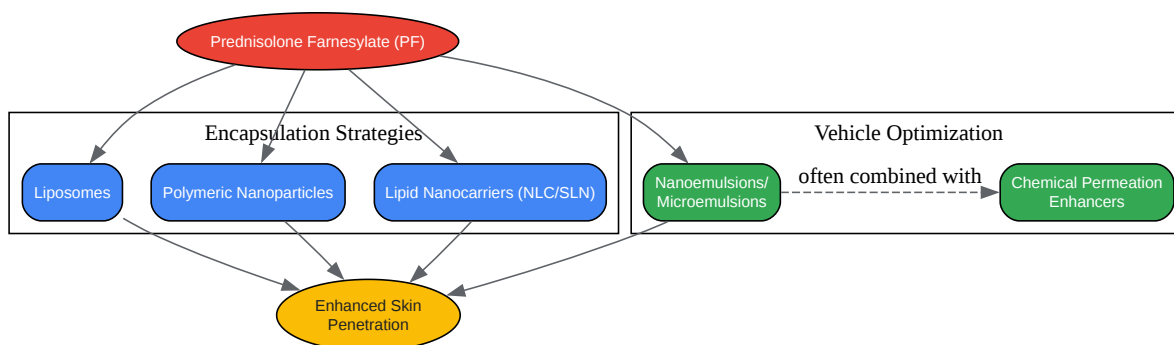 Prednisolone Farnesylate (PF)
Encapsulation Strategies
Vehicle Optimization
Liposomes
Polymeric Nanoparticles
Lipid Nanocarriers (NLC/SLN)
Nanoemulsions/
Microemulsions
often combined with
Chemical Permeation
Enhancers
Enhanced Skin
Penetration